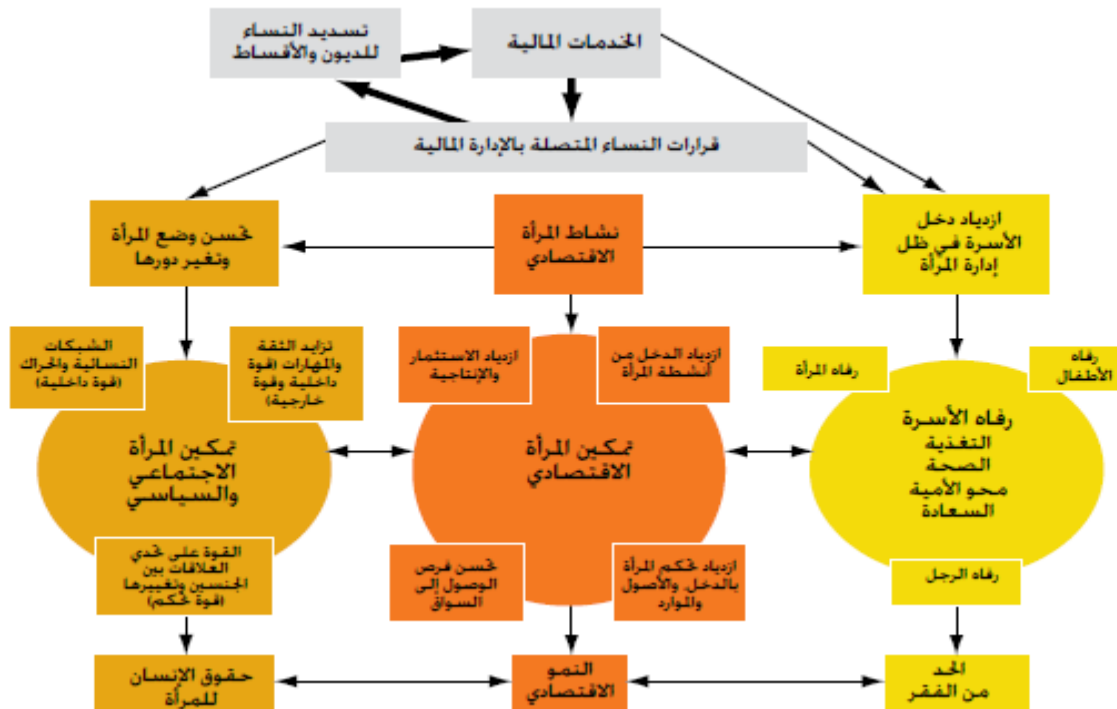 تسديد النساء
للديون والأقساط
الخدمات المالية
قرارات النساء المتصلة بالإدارة المالية
ازدياد دخل
الأسرة في ظل
إدارة المرأة
نشاط المرأة
الاقتصادي
تحسن وضع المرأة
وتغير دورها
رفاه
الأطفال
رفاه المرأة
رفاه الأسرة
التغذية
الصحة
محو الأمية
السعادة
رفاه الرجل
الحد
من الفقر
ازدياد الدخل من
أنشطة المرأة
ازدياد الاستثمار
والإنتاجية
تمكين المرأة
الاقتصادي
ازدياد تحكم المرأة
بالدخل، والأصول
والموارد
تحسن فرص
الوصول إلى
السوق
النمو
الاقتصادي
تزايد الثقة
والمهارات (قوة
داخلية وقوة
خارجية)
الشبكات
النسائية والحراك
(قوة داخلية)
تمكين المرأة
الاجتماعي
والسياسي
القوة على تحدي
العلاقات بين
الجنسين وتغييرها
(قوة تحكم)
حقوق الإنسان
للمرأة